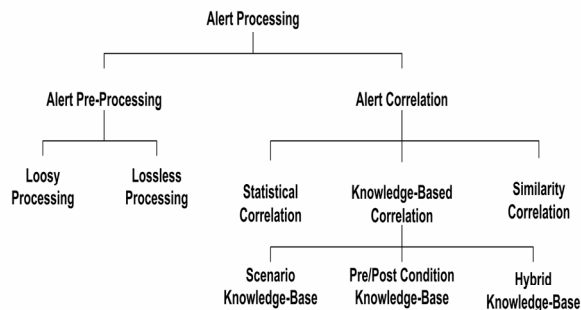 Alert Processing
Alert Pre-Processing
Alert Correlation
Loosy
Processing
Lossless
Processing
Statistical
Correlation
Knowledge-Based
Correlation
Similarity
Correlation
Scenario
Knowledge-Base
Pre/Post Condition
Knowledge-Base
Hybrid
Knowledge-Base